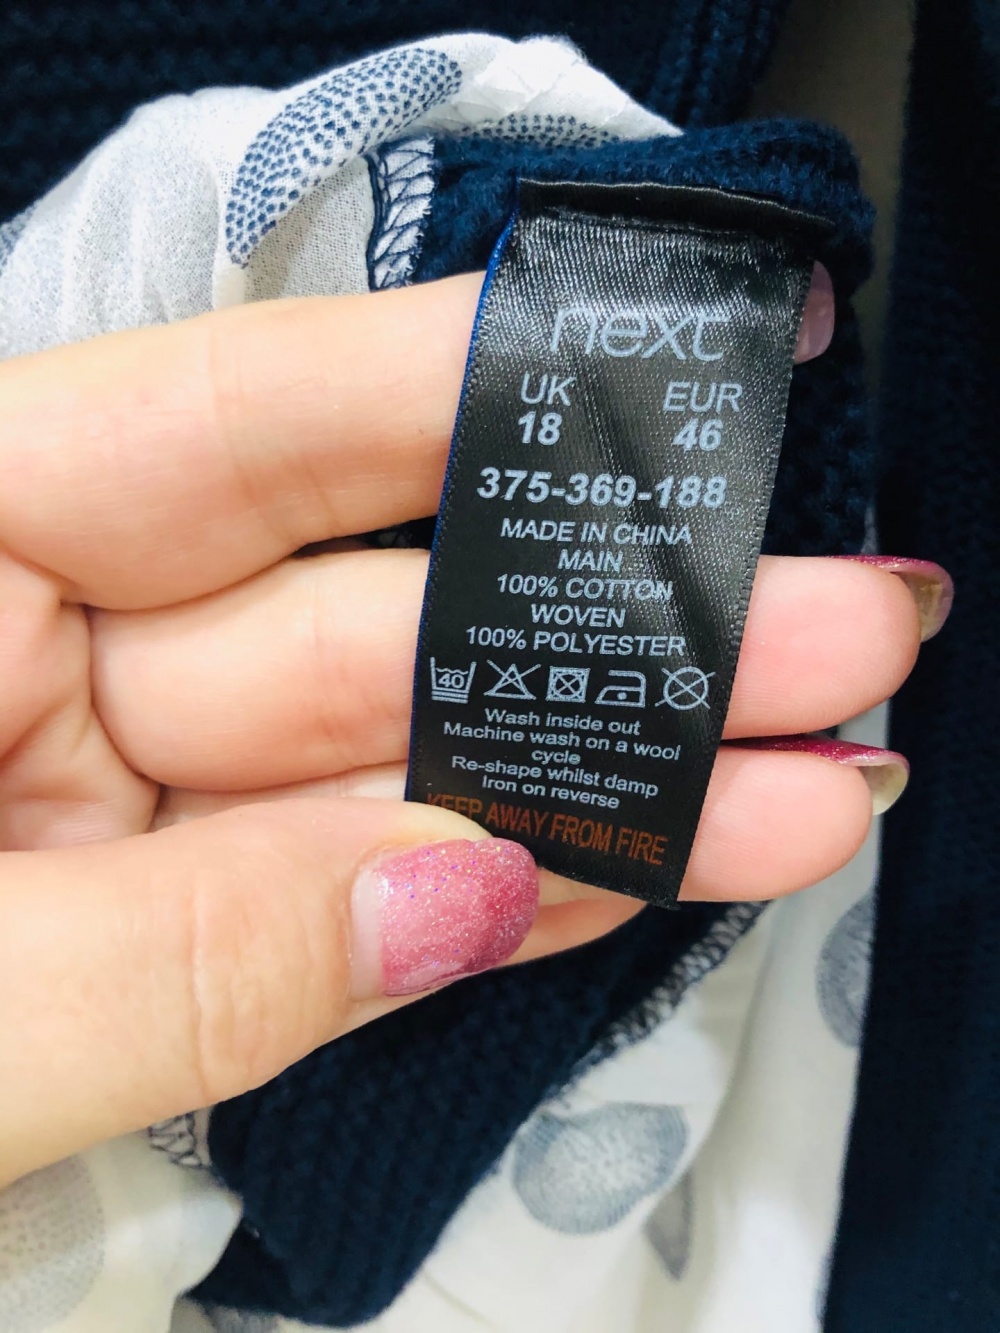 next
UK EUR
18 46
375-369-188
MADE IN CHINA
MAIN
100% COTTON
WOVEN
100% POLYESTER
40
Wash inside out
Machine wash on a wool
cycle
Re-shape whilst damp
Iron on reverse
KEEP AWAY FROM FIRE